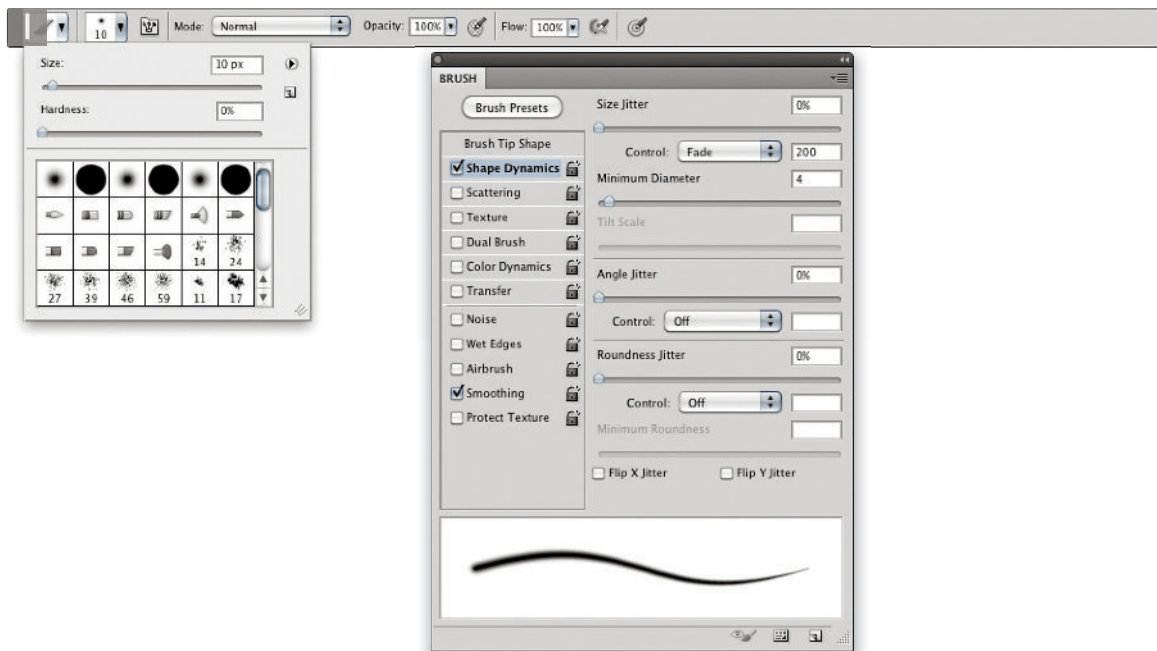 10
Mode: Normal
Opacity: 100%
Flow: 100%
Size: 10 px
Hardness: 0%
14 24
27 39 46 59 11 17
BRUSH
Brush Presets
Brush Tip Shape
Shape Dynamics
Scattering
Texture
Dual Brush
Color Dynamics
Transfer
Noise
Wet Edges
Airbrush
Smoothing
Protect Texture
Size Jitter 0%
Control: Fade 200
Minimum Diameter 4
Tilt Scale
Angle Jitter 0%
Control: Off
Roundness Jitter 0%
Control: Off
Minimum Roundness
Flip X Jitter Flip Y Jitter